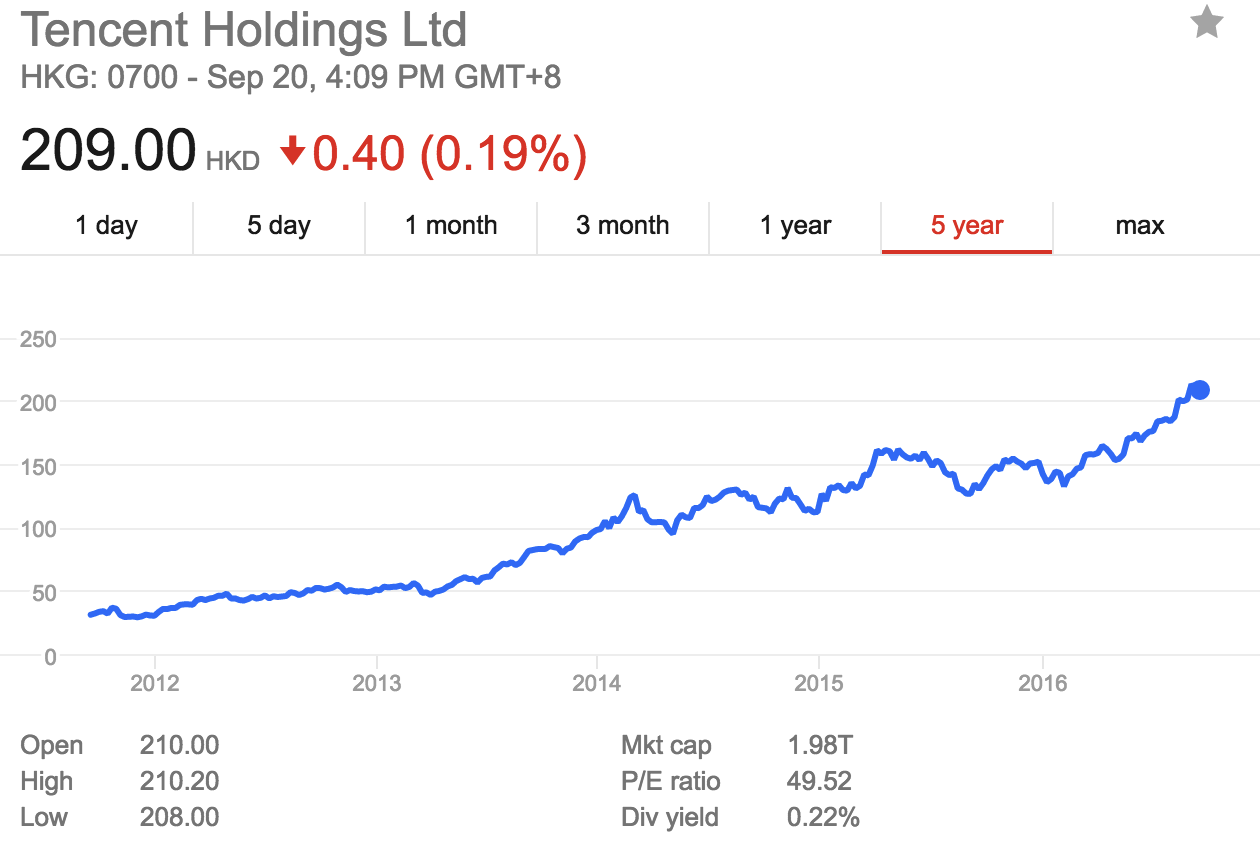 Tencent Holdings Ltd
HKG: 0700 - Sep 20, 4:09 PM GMT+8
209.00 HKD 0.40 (0.19%)
1 day 5 day 1 month 3 month 1 year 5 year max
250
200
150
100
50
0
2012 2013 2014 2015 2016
Open 210.00 Mkt cap 1.98T
High 210.20 P/E ratio 49.52
Low 208.00 Div yield 0.22%